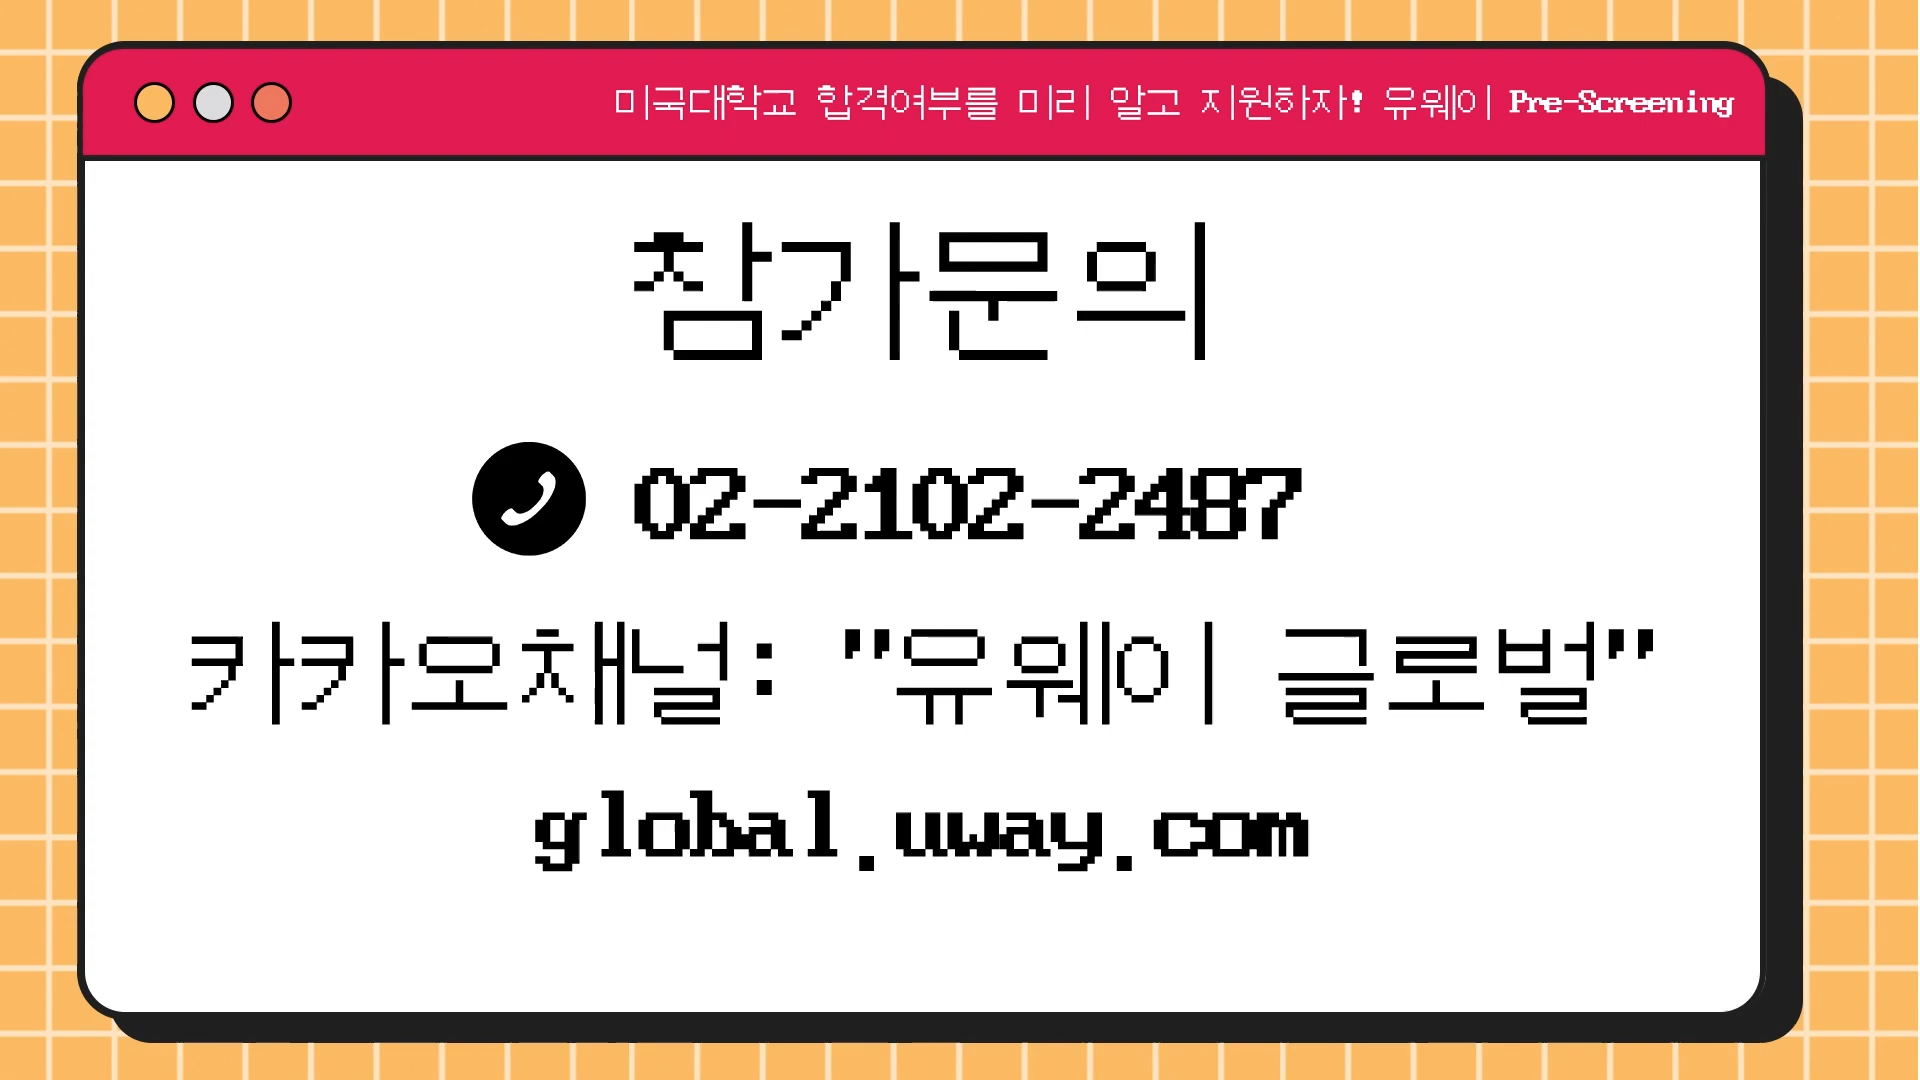 미국대학교 합격여부를 미리 알고 지원하자! 유웨이 Pre-Screening
참가문의
02-2102-2487
카카오채널: "유웨이 글로벌"
global.uway.com